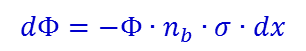 dΦ = −Φ · n_b · σ · dx